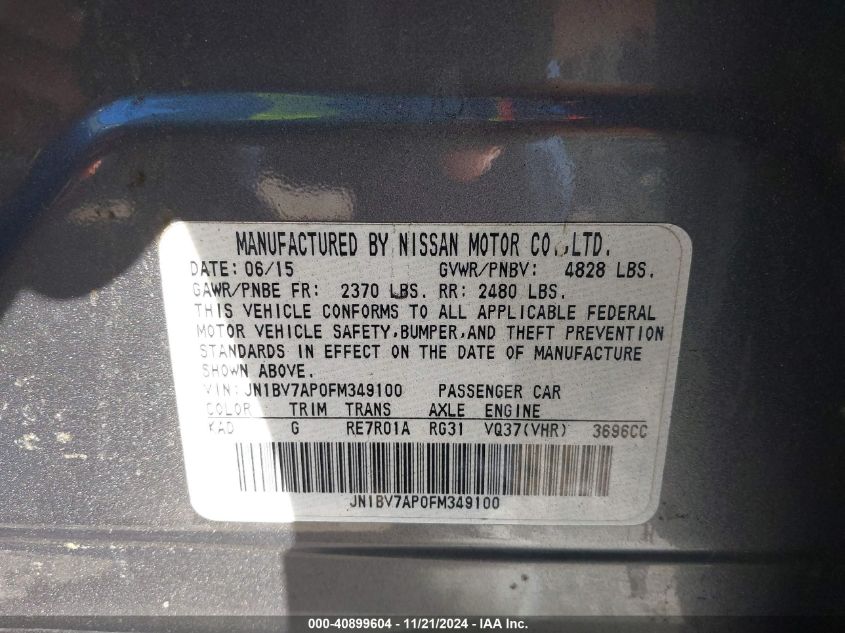 MANUFACTURED BY NISSAN MOTOR CO.,LTD.
DATE: 06/15 GVWR/PNBV: 4828 LBS.
GAWR/PNBE FR: 2370 LBS. RR: 2480 LBS.
THIS VEHICLE CONFORMS TO ALL APPLICABLE FEDERAL
MOTOR VEHICLE SAFETY,BUMPER,AND THEFT PREVENTION
STANDARDS IN EFFECT ON THE DATE OF MANUFACTURE
SHOWN ABOVE.
VIN: JN1BV7AP0FM349100 PASSENGER CAR
COLOR TRIM TRANS AXLE ENGINE
KAD G RE7R01A RG31 VQ37(VHR) 3696CC
JN1BV7AP0FM349100
000-40899604 - 11/21/2024 - IAA Inc.